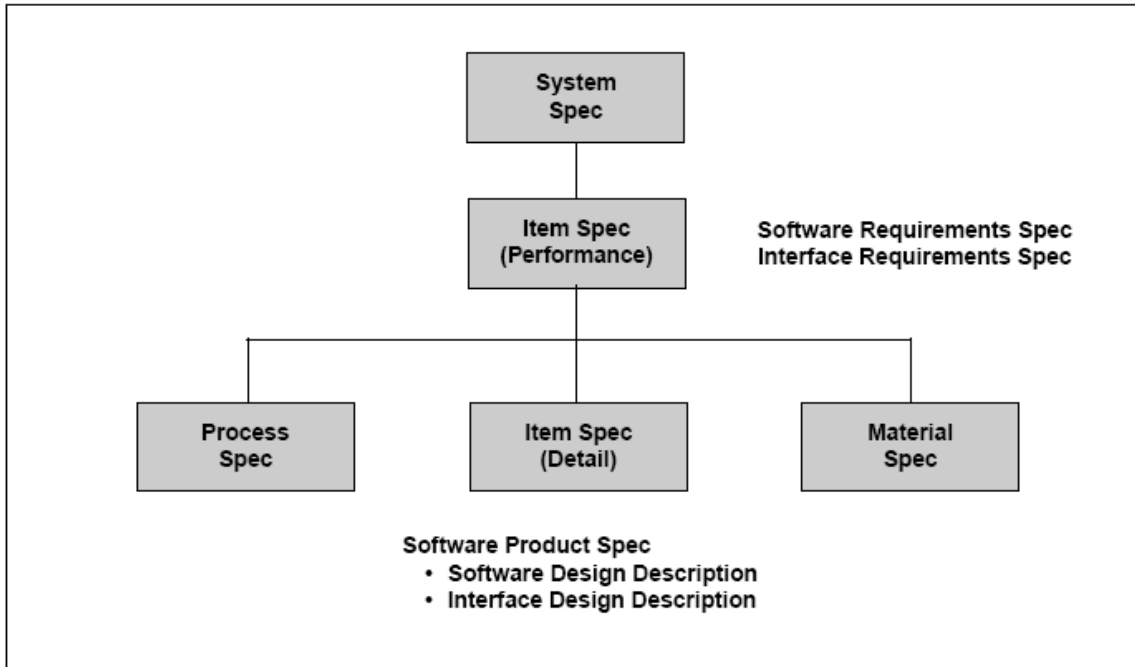 System
Spec
Item Spec
(Performance)
Software Requirements Spec
Interface Requirements Spec
Process
Spec
Item Spec
(Detail)
Material
Spec
Software Product Spec
• Software Design Description
• Interface Design Description